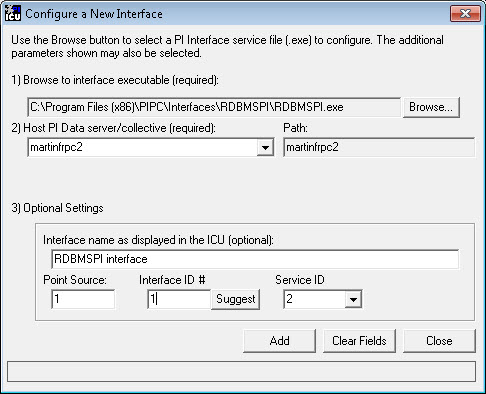 ICU
Configure a New Interface
Use the Browse button to select a PI Interface service file (.exe) to configure. The additional
parameters shown may also be selected.
1) Browse to interface executable (required):
C:\Program Files (x86)\PIPC\Interfaces\RDBMSPI\RDBMSPI.exe
Browse...
2) Host PI Data server/collective (required):
Path:
martinfrpc2
martinfrpc2
3) Optional Settings
Interface name as displayed in the ICU (optional):
RDBMSPI interface
Point Source:
Interface ID #
Service ID
1
1
Suggest
2
Add
Clear Fields
Close